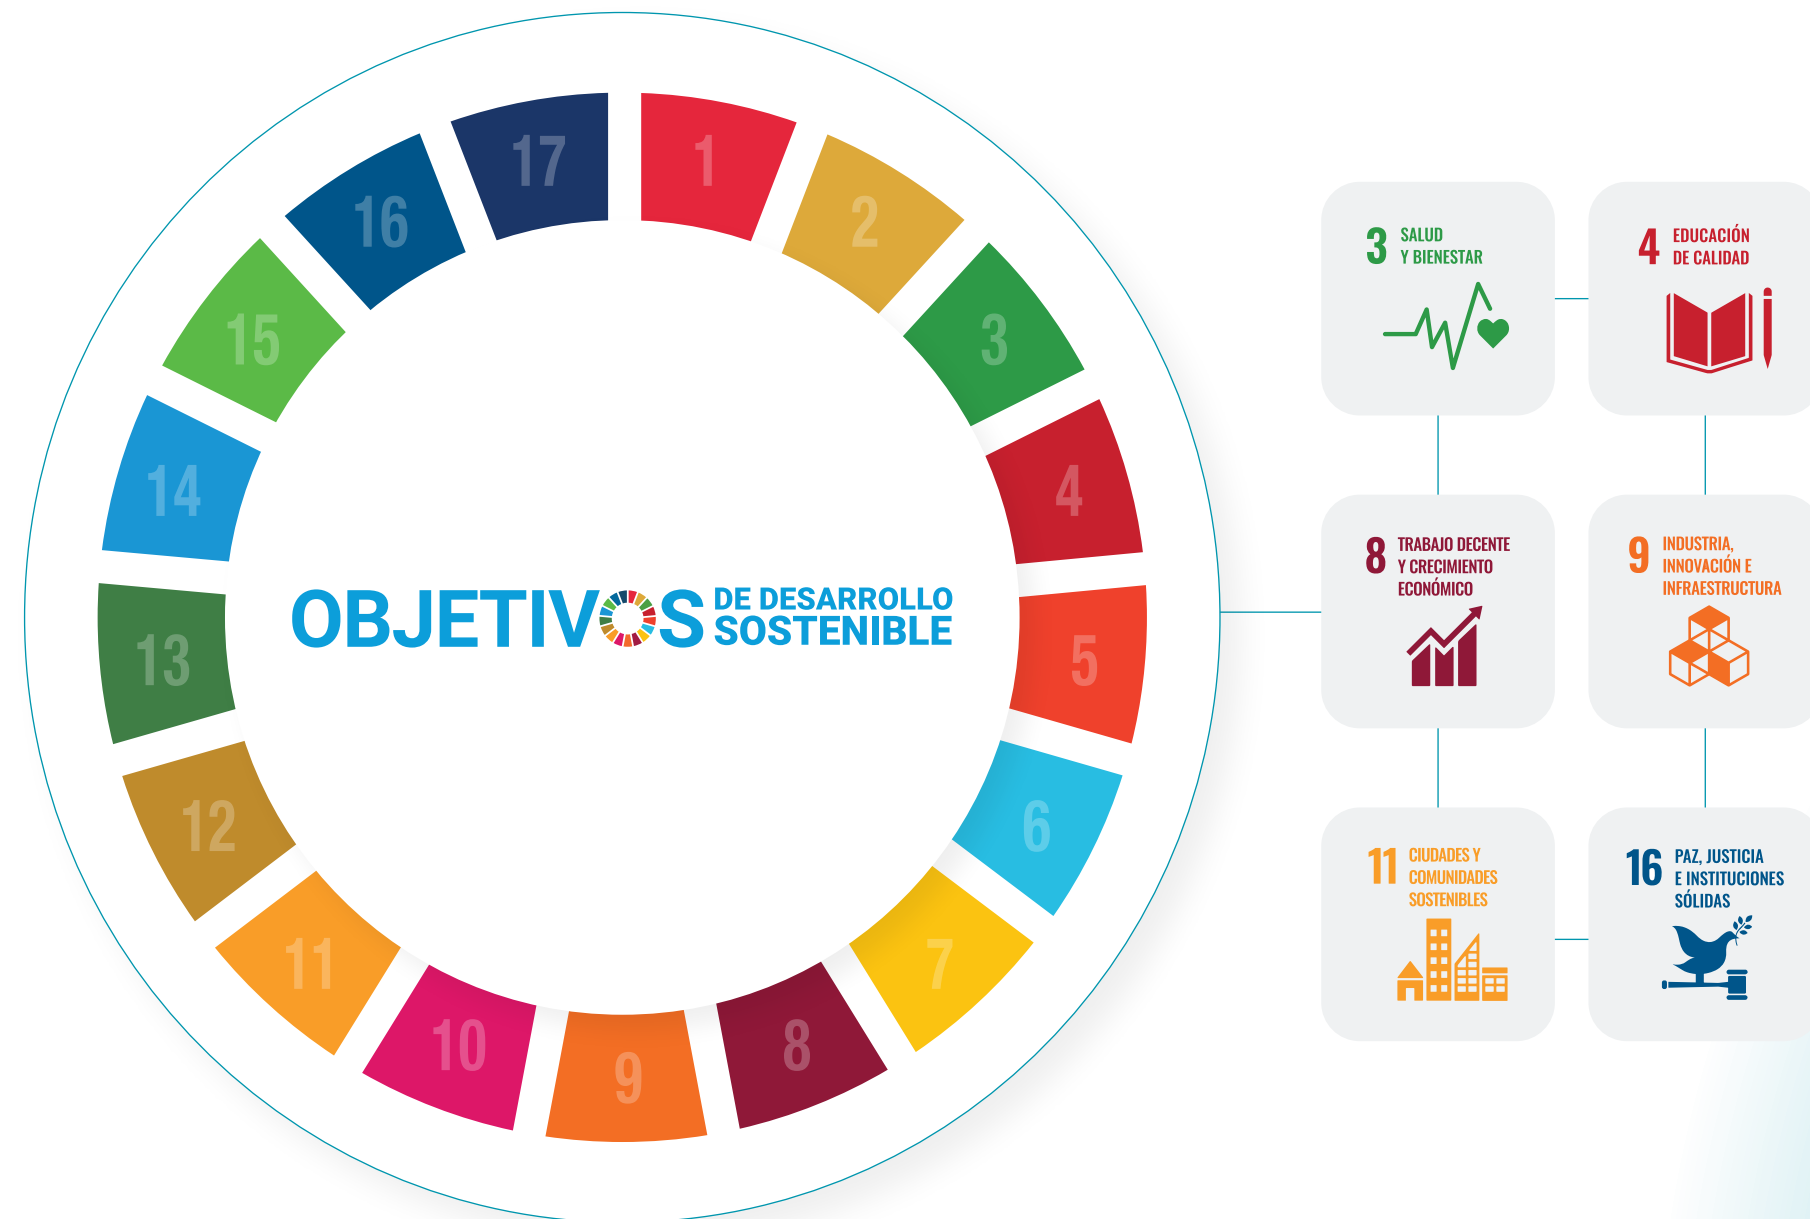 1
2
3
4
5
6
7
8
9
10
11
12
13
14
15
16
17
OBJETIVOS DE DESARROLLO
SOSTENIBLE
3 SALUD
Y BIENESTAR
4 EDUCACIÓN
DE CALIDAD
8 TRABAJO DECENTE
Y CRECIMIENTO
ECONÓMICO
9 INDUSTRIA,
INNOVACIÓN E
INFRAESTRUCTURA
11 CIUDADES Y
COMUNIDADES
SOSTENIBLES
16 PAZ, JUSTICIA
E INSTITUCIONES
SÓLIDAS